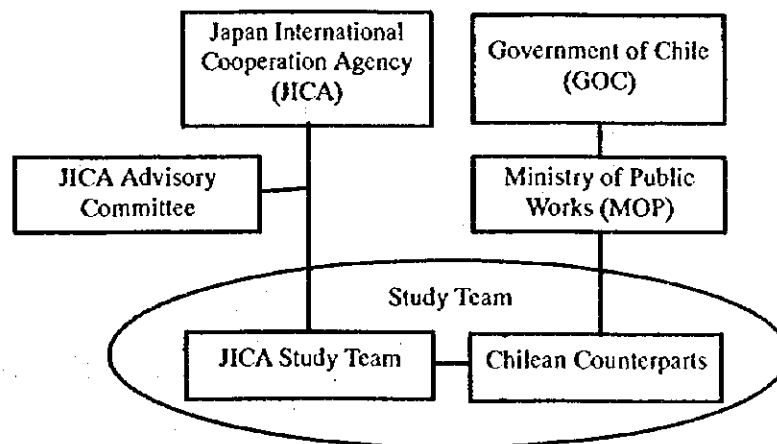 Japan International
Cooperation Agency
(JICA)
Government of Chile
(GOC)
JICA Advisory
Committee
Ministry of Public
Works (MOP)
Study Team
JICA Study Team
Chilean Counterparts